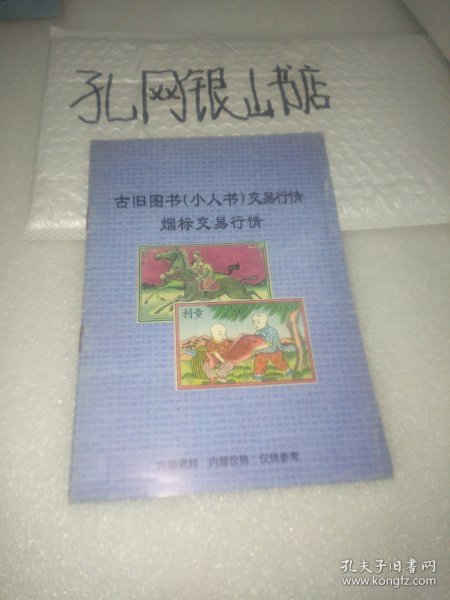 孔网银山书店
古旧图书(小人书)交易行情
烟标交易行情
刘童
内部资料 内部价格 仅供参考
孔夫子旧书网
www.kongfz.com